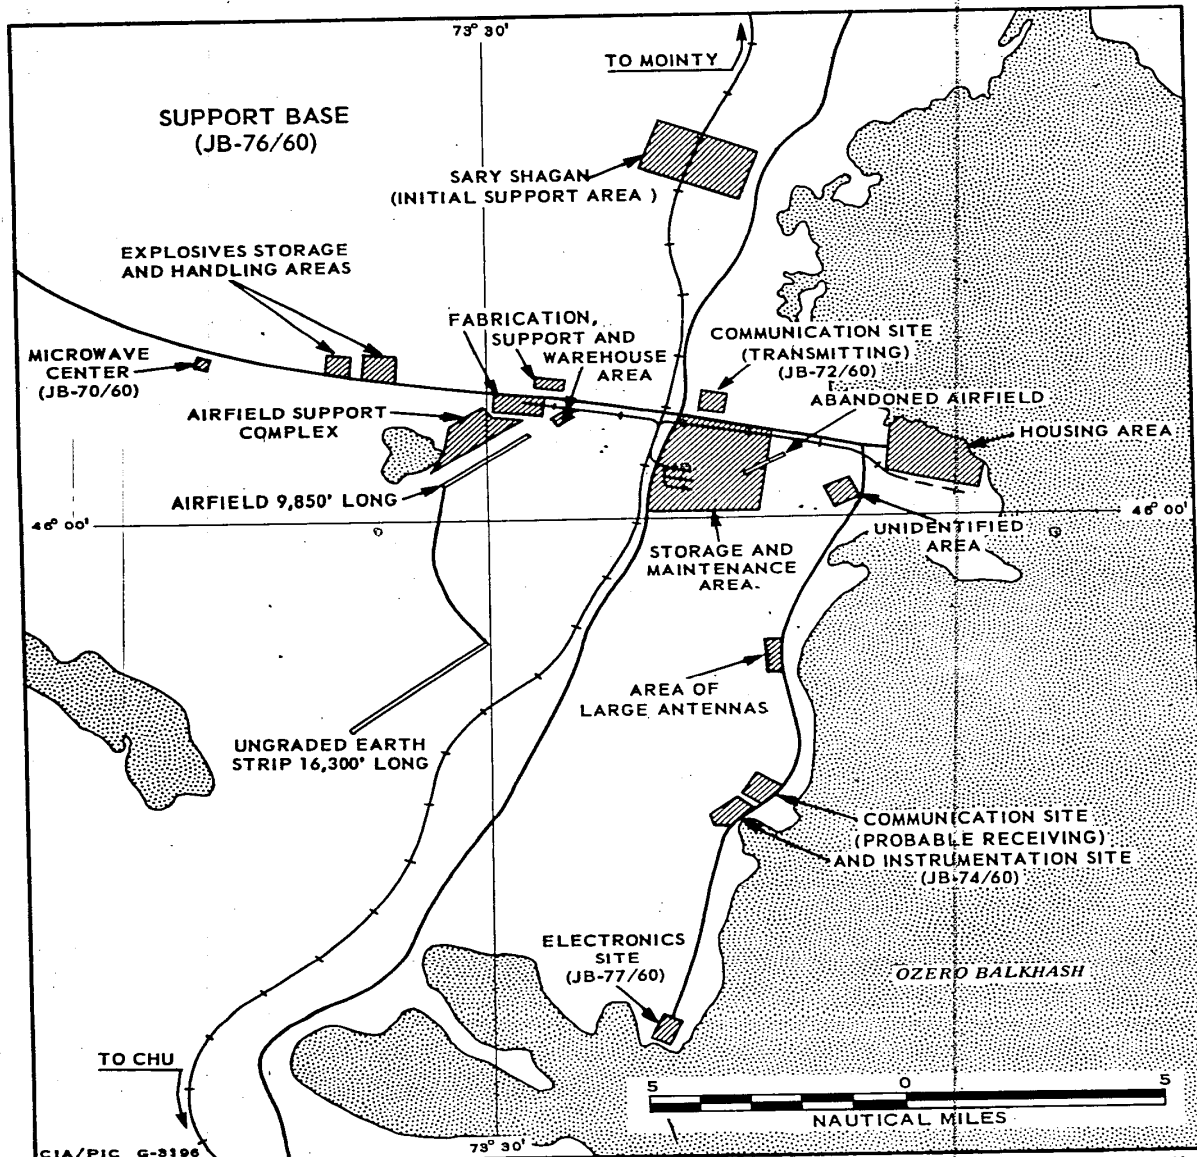 73° 30'
TO MOINTY
SUPPORT BASE
(JB-76/60)
SARY SHAGAN
(INITIAL SUPPORT AREA )
EXPLOSIVES STORAGE
AND HANDLING AREAS
FABRICATION,
SUPPORT AND
WAREHOUSE
AREA
COMMUNICATION SITE
(TRANSMITTING)
(JB-72/60)
MICROWAVE
CENTER
(JB-70/60)
ABANDONED AIRFIELD
AIRFIELD SUPPORT
COMPLEX
HOUSING AREA
AIRFIELD 9,850' LONG
46° 00'
46° 00'
UNIDENTIFIED
AREA
STORAGE AND
MAINTENANCE
AREA
AREA OF
LARGE ANTENNAS
UNGRADED EARTH
STRIP 16,300' LONG
COMMUNICATION SITE
(PROBABLE RECEIVING)
AND INSTRUMENTATION SITE
(JB-74/60)
ELECTRONICS
SITE
(JB-77/60)
OZERO BALKHASH
TO CHU
5 0 5
NAUTICAL MILES
73° 30'
CIA/PIC G-3196